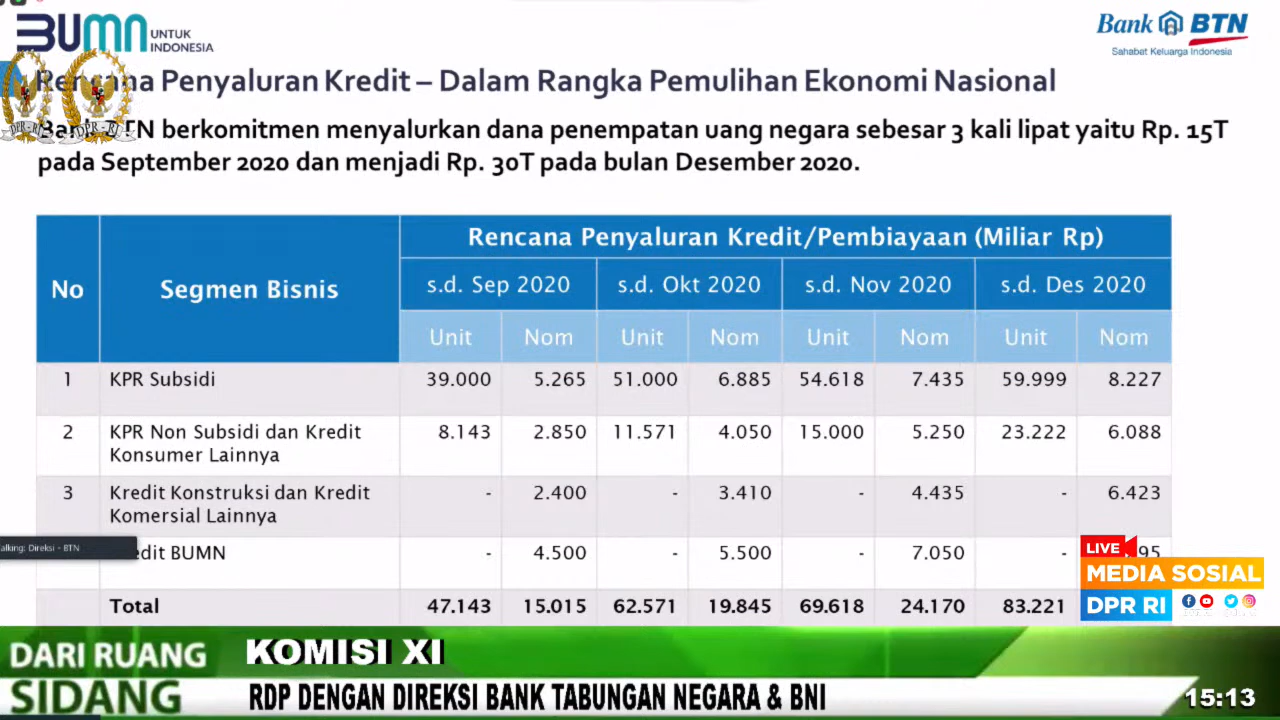 BUMN UNTUK
INDONESIA
Bank BTN
Sahabat Keluarga Indonesia
Rencana Penyaluran Kredit – Dalam Rangka Pemulihan Ekonomi Nasional
DPR-RI DPR-RI
Bank BTN berkomitmen menyalurkan dana penempatan uang negara sebesar 3 kali lipat yaitu Rp. 15T
pada September 2020 dan menjadi Rp. 30T pada bulan Desember 2020.
No Segmen Bisnis Rencana Penyaluran Kredit/Pembiayaan (Miliar Rp)
s.d. Sep 2020 s.d. Okt 2020 s.d. Nov 2020 s.d. Des 2020
Unit Nom Unit Nom Unit Nom Unit Nom
1 KPR Subsidi 39.000 5.265 51.000 6.885 54.618 7.435 59.999 8.227
2 KPR Non Subsidi dan Kredit 8.143 2.850 11.571 4.050 15.000 5.250 23.222 6.088
Konsumer Lainnya
3 Kredit Konstruksi dan Kredit - 2.400 - 3.410 - 4.435 - 6.423
Komersial Lainnya
alking: Direksi - BTN
edit BUMN - 4.500 - 5.500 - 7.050 - 95
Total 47.143 15.015 62.571 19.845 69.618 24.170 83.221
LIVE
MEDIA SOSIAL
DPR RI
DARI RUANG
SIDANG
KOMISI XI
RDP DENGAN DIREKSI BANK TABUNGAN NEGARA & BNI
15:13